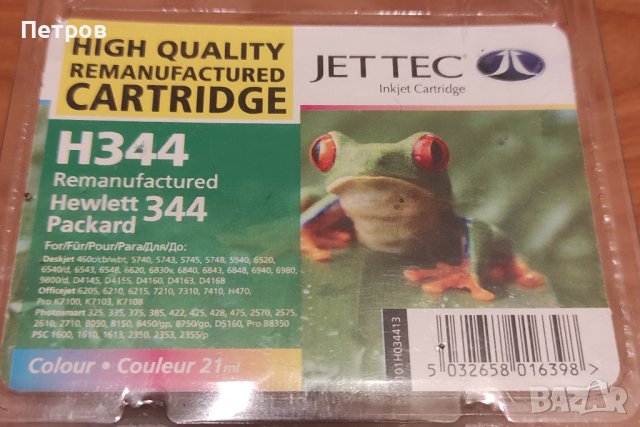 Петров
HIGH QUALITY
REMANUFACTURED
CARTRIDGE
JET TEC
Inkjet Cartridge
H344
Remanufactured
Hewlett 344
Packard
For/Für/Pour/Para/Для/До:
Deskjet 460c/cb/wbt, 5740, 5743, 5745, 5748, 5940, 6520,
6540/d, 6543, 6548, 6620, 6830v, 6840, 6843, 6848, 6940, 6980,
9800/d, D4145, D4155, D4160, D4163, D4168
Officejet 6205, 6210, 6215, 7210, 7310, 7410, H470,
Pro K7100, K7103, K7108
Photosmart 325, 335, 375, 385, 422, 425, 428, 475, 2570, 2575,
2610, 2710, 8050, 8150, 8450/gp, 8750/gp, D5160, Pro B8350
PSC 1600, 1610, 1613, 2350, 2353, 2355/p
Colour • Couleur 21ml
101H034413
5 032658 016398 >
BAZAR